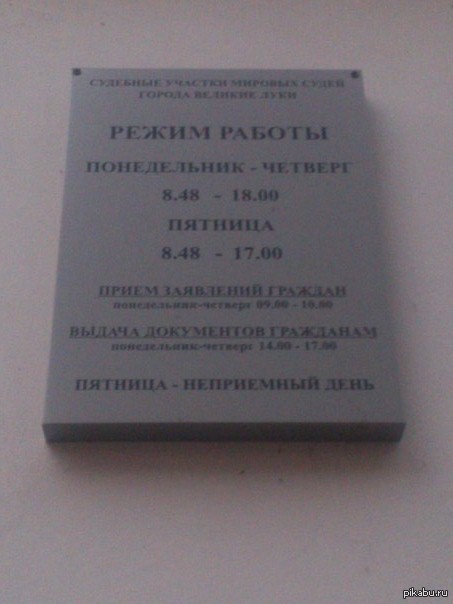 СУДЕБНЫЕ УЧАСТКИ МИРОВЫХ СУДЕЙ
ГОРОДА ВЕЛИКИЕ ЛУКИ
РЕЖИМ РАБОТЫ
ПОНЕДЕЛЬНИК - ЧЕТВЕРГ
8.48 - 18.00
ПЯТНИЦА
8.48 - 17.00
ПРИЕМ ЗАЯВЛЕНИЙ ГРАЖДАН
понедельник-четверг 09.00 - 10.00
ВЫДАЧА ДОКУМЕНТОВ ГРАЖДАНАМ
понедельник-четверг 14.00 - 17.00
ПЯТНИЦА - НЕПРИЕМНЫЙ ДЕНЬ
pikabu.ru